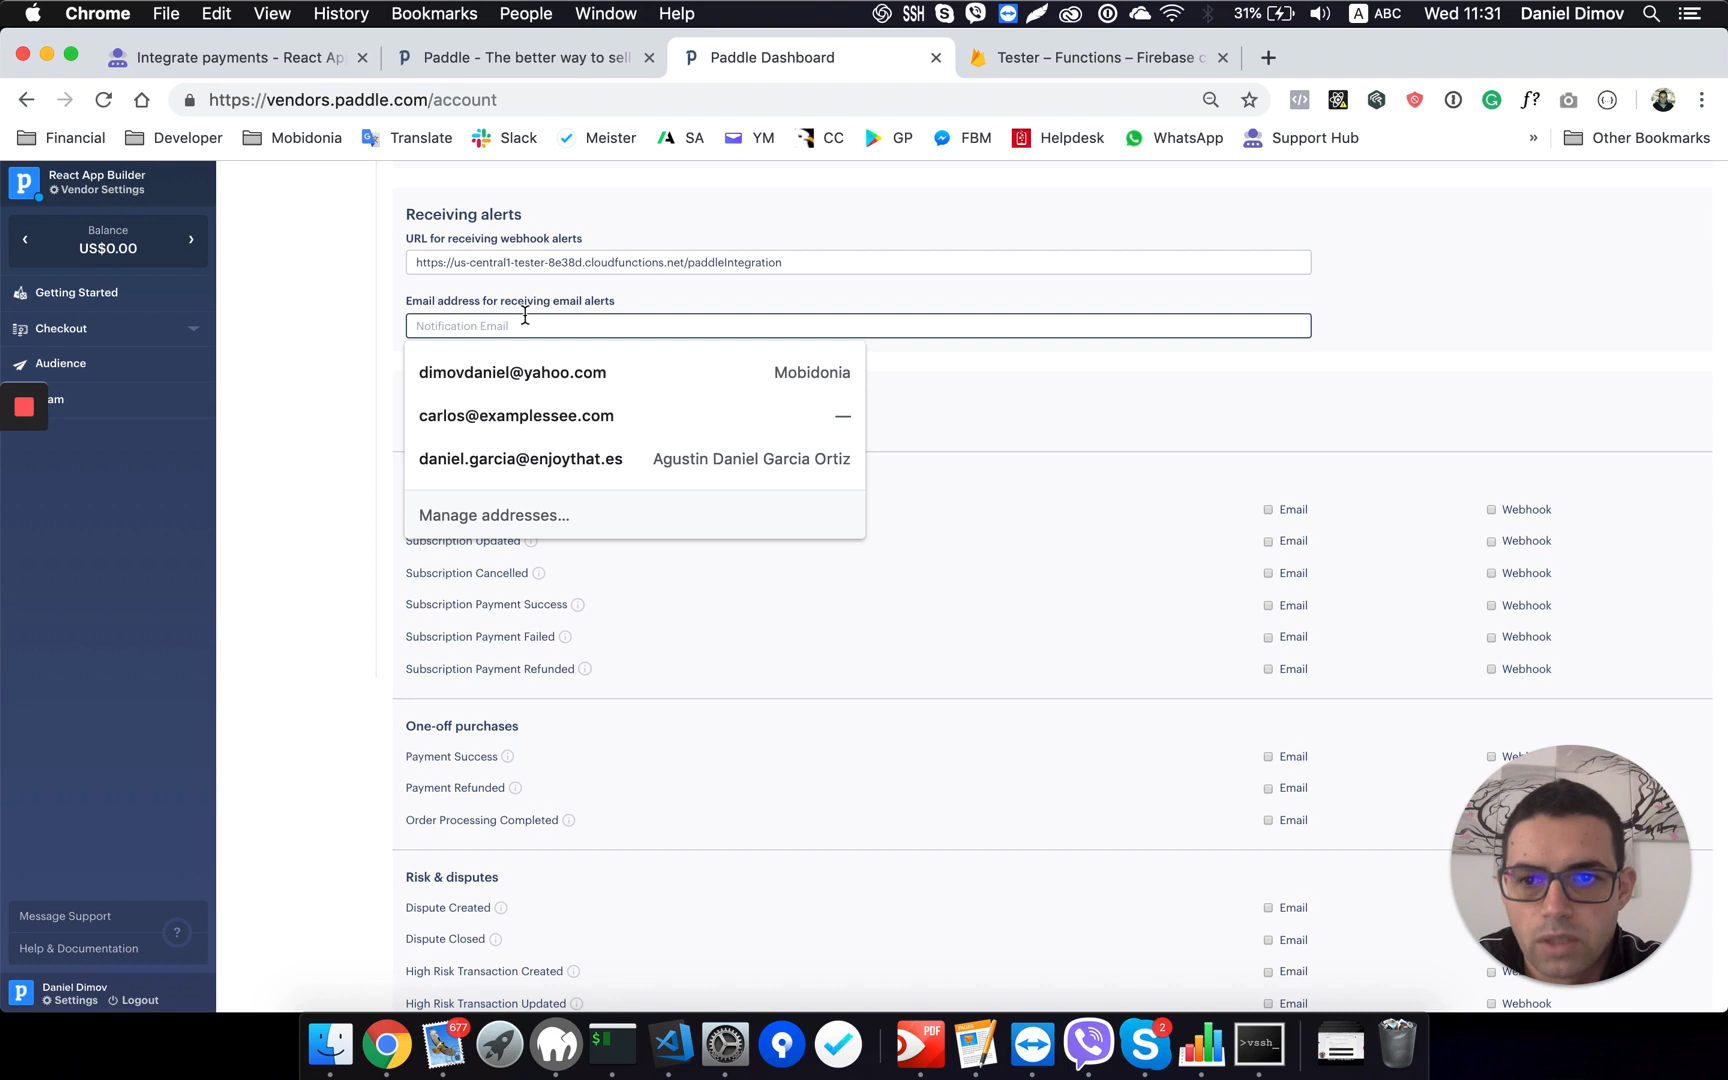 Chrome File Edit View History Bookmarks People Window Help SSH 31% A ABC Wed 11:31 Daniel Dimov
Integrate payments - React Ap
Paddle - The better way to sell
Paddle Dashboard
Tester – Functions – Firebase c
https://vendors.paddle.com/account
f?
Financial Developer Mobidonia Translate Slack Meister SA YM CC GP FBM Helpdesk WhatsApp Support Hub » Other Bookmarks
React App Builder
Vendor Settings
Balance
US$0.00
Getting Started
Checkout
Audience
am
Message Support
Help & Documentation
?
Daniel Dimov
Settings Logout
Receiving alerts
URL for receiving webhook alerts
https://us-central1-tester-8e38d.cloudfunctions.net/paddleIntegration
Email address for receiving email alerts
Notification Email
dimovdaniel@yahoo.com Mobidonia
carlos@examplessee.com —
daniel.garcia@enjoythat.es Agustin Daniel Garcia Ortiz
Manage addresses...
Email Webhook
Subscription Updated Email Webhook
Subscription Cancelled Email Webhook
Subscription Payment Success Email Webhook
Subscription Payment Failed Email Webhook
Subscription Payment Refunded Email Webhook
One-off purchases
Payment Success Email
Payment Refunded Email
Order Processing Completed Email
Risk & disputes
Dispute Created Email
Dispute Closed Email
High Risk Transaction Created Email
High Risk Transaction Updated Email
677
PDF
2
>vssh_